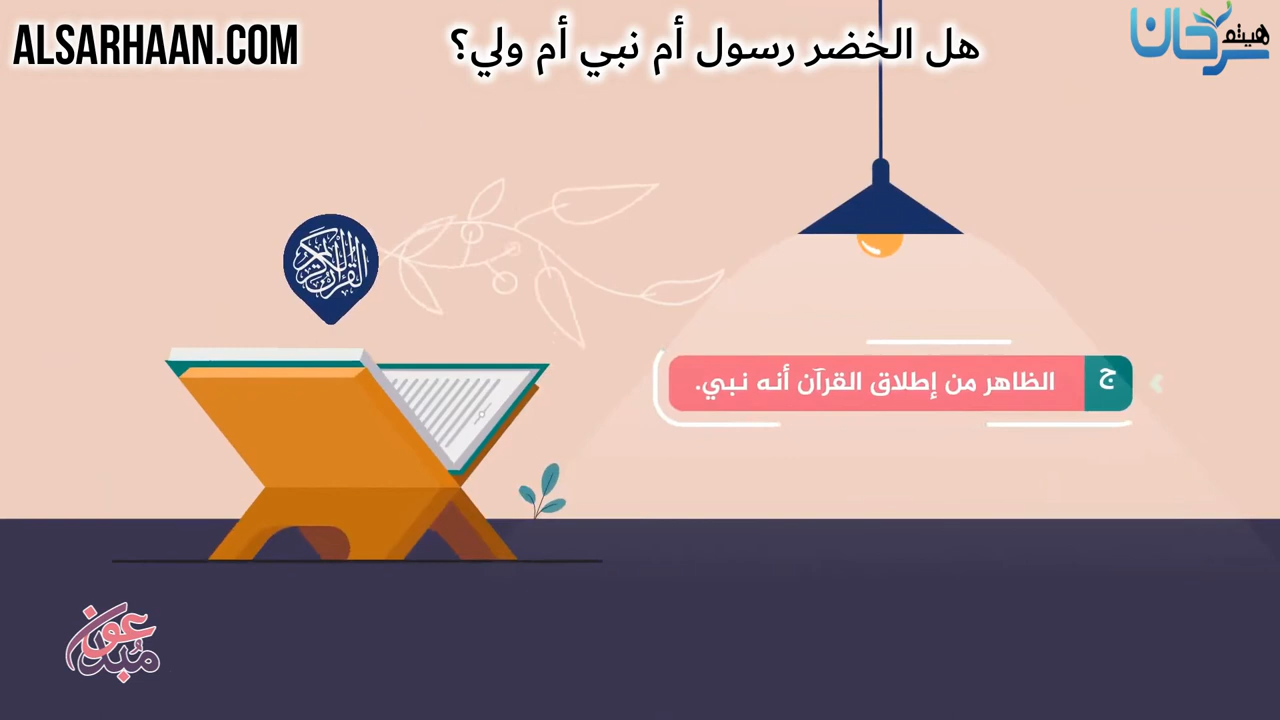 ALSARHAAN.COM
هل الخضر رسول أم نبي أم ولي؟
هيثم سرحان
القرآن الكريم
ج
الظاهر من إطلاق القرآن أنه نبي.
مبدعون